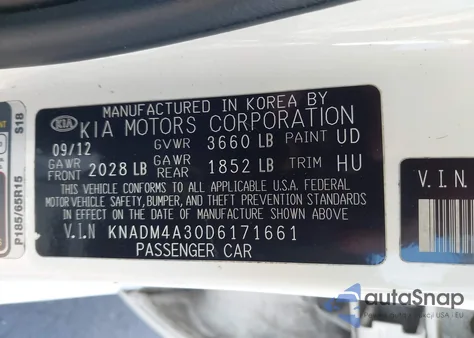 MANUFACTURED IN KOREA BY
KIA KIA MOTORS CORPORATION
09/12 GVWR 3660 LB PAINT UD
GAWR FRONT 2028 LB GAWR REAR 1852 LB TRIM HU
THIS VEHICLE CONFORMS TO ALL APPLICABLE U.S.A. FEDERAL
MOTOR VEHICLE SAFETY, BUMPER, AND THEFT PREVENTION STANDARDS
IN EFFECT ON THE DATE OF MANUFACTURE SHOWN ABOVE
V.I.N KNADM4A30D6171661
PASSENGER CAR
P185/65R15 S18
V.I.N.
autoSnap